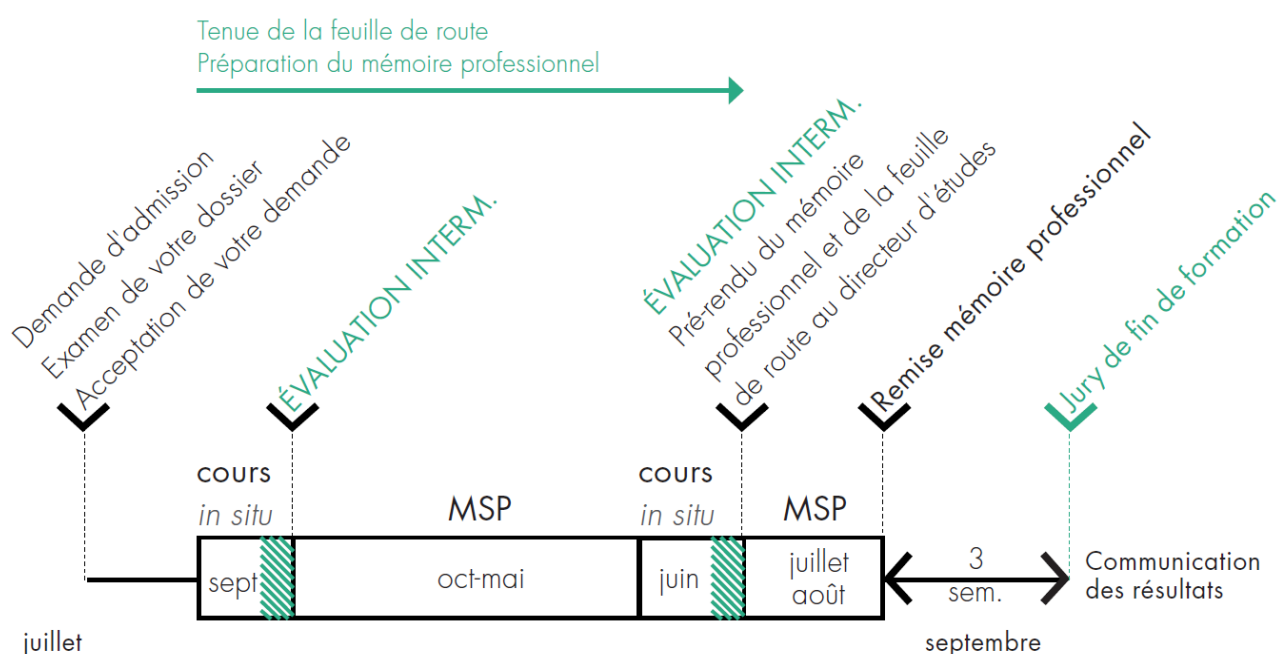 Tenue de la feuille de route
Préparation du mémoire professionnel
Demande d'admission
Examen de votre dossier
Acceptation de votre demande
ÉVALUATION INTERM.
ÉVALUATION INTERM.
Pré-rendu du mémoire
professionnel et de la feuille
de route au directeur d'études
Remise mémoire professionnel
Jury de fin de formation
cours
in situ
MSP
cours
in situ
MSP
sept
oct-mai
juin
juillet
août
3
sem.
Communication
des résultats
juillet
septembre